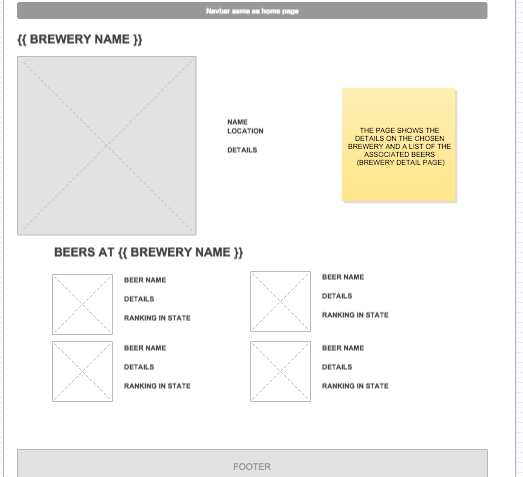 Navbar same as home page
{{ BREWERY NAME }}
NAME
LOCATION
DETAILS
THE PAGE SHOWS THE
DETAILS ON THE CHOSEN
BREWERY AND A LIST OF THE
ASSOCIATED BEERS
(BREWERY DETAIL PAGE)
BEERS AT {{ BREWERY NAME }}
BEER NAME
DETAILS
RANKING IN STATE
BEER NAME
DETAILS
RANKING IN STATE
BEER NAME
DETAILS
RANKING IN STATE
BEER NAME
DETAILS
RANKING IN STATE
FOOTER